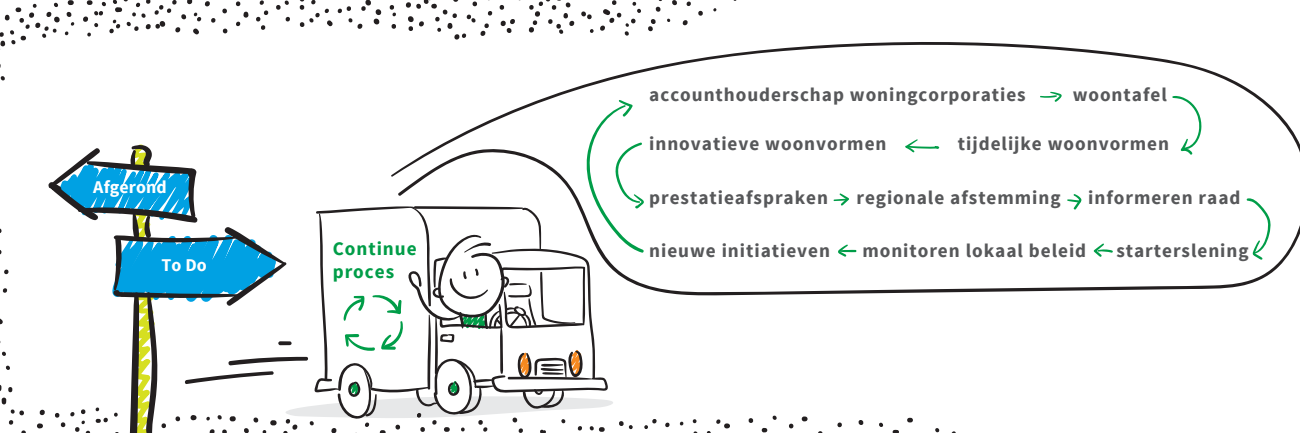 Afgerond
To Do
Continue
proces
accounthouderschap woningcorporaties → woontafel
innovatieve woonvormen ← tijdelijke woonvormen
prestatieafspraken → regionale afstemming → informeren raad
nieuwe initiatieven ← monitoren lokaal beleid ← starterslening